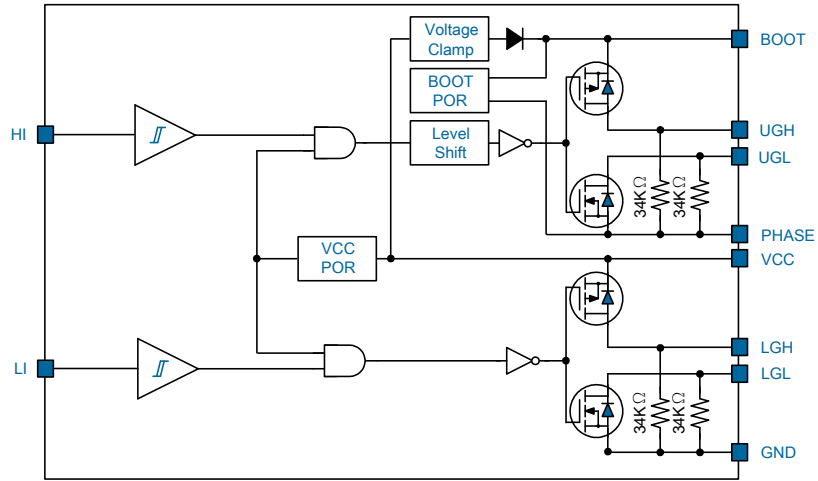 Voltage
Clamp
BOOT
BOOT
POR
HI
Level
Shift
UGH
UGL
34KΩ
34KΩ
PHASE
VCC
POR
VCC
LI
LGH
LGL
34KΩ
34KΩ
GND